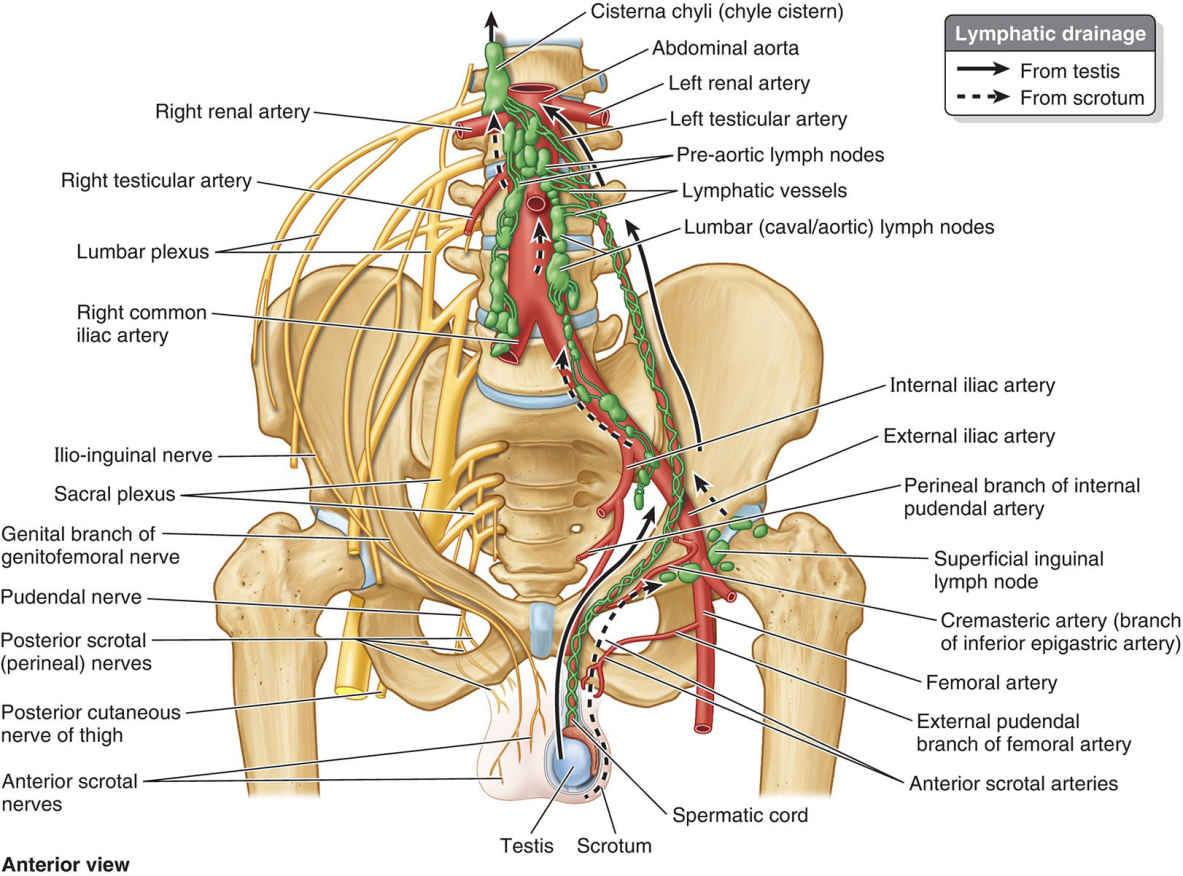 Cisterna chyli (chyle cistern)
Abdominal aorta
Left renal artery
Left testicular artery
Pre-aortic lymph nodes
Lymphatic vessels
Lumbar (caval/aortic) lymph nodes
Lymphatic drainage
From testis
From scrotum
Right renal artery
Right testicular artery
Lumbar plexus
Right common
iliac artery
Ilio-inguinal nerve
Sacral plexus
Genital branch of
genitofemoral nerve
Pudendal nerve
Posterior scrotal
(perineal) nerves
Posterior cutaneous
nerve of thigh
Anterior scrotal
nerves
Internal iliac artery
External iliac artery
Perineal branch of internal
pudendal artery
Superficial inguinal
lymph node
Cremasteric artery (branch
of inferior epigastric artery)
Femoral artery
External pudendal
branch of femoral artery
Anterior scrotal arteries
Spermatic cord
Testis
Scrotum
Anterior view